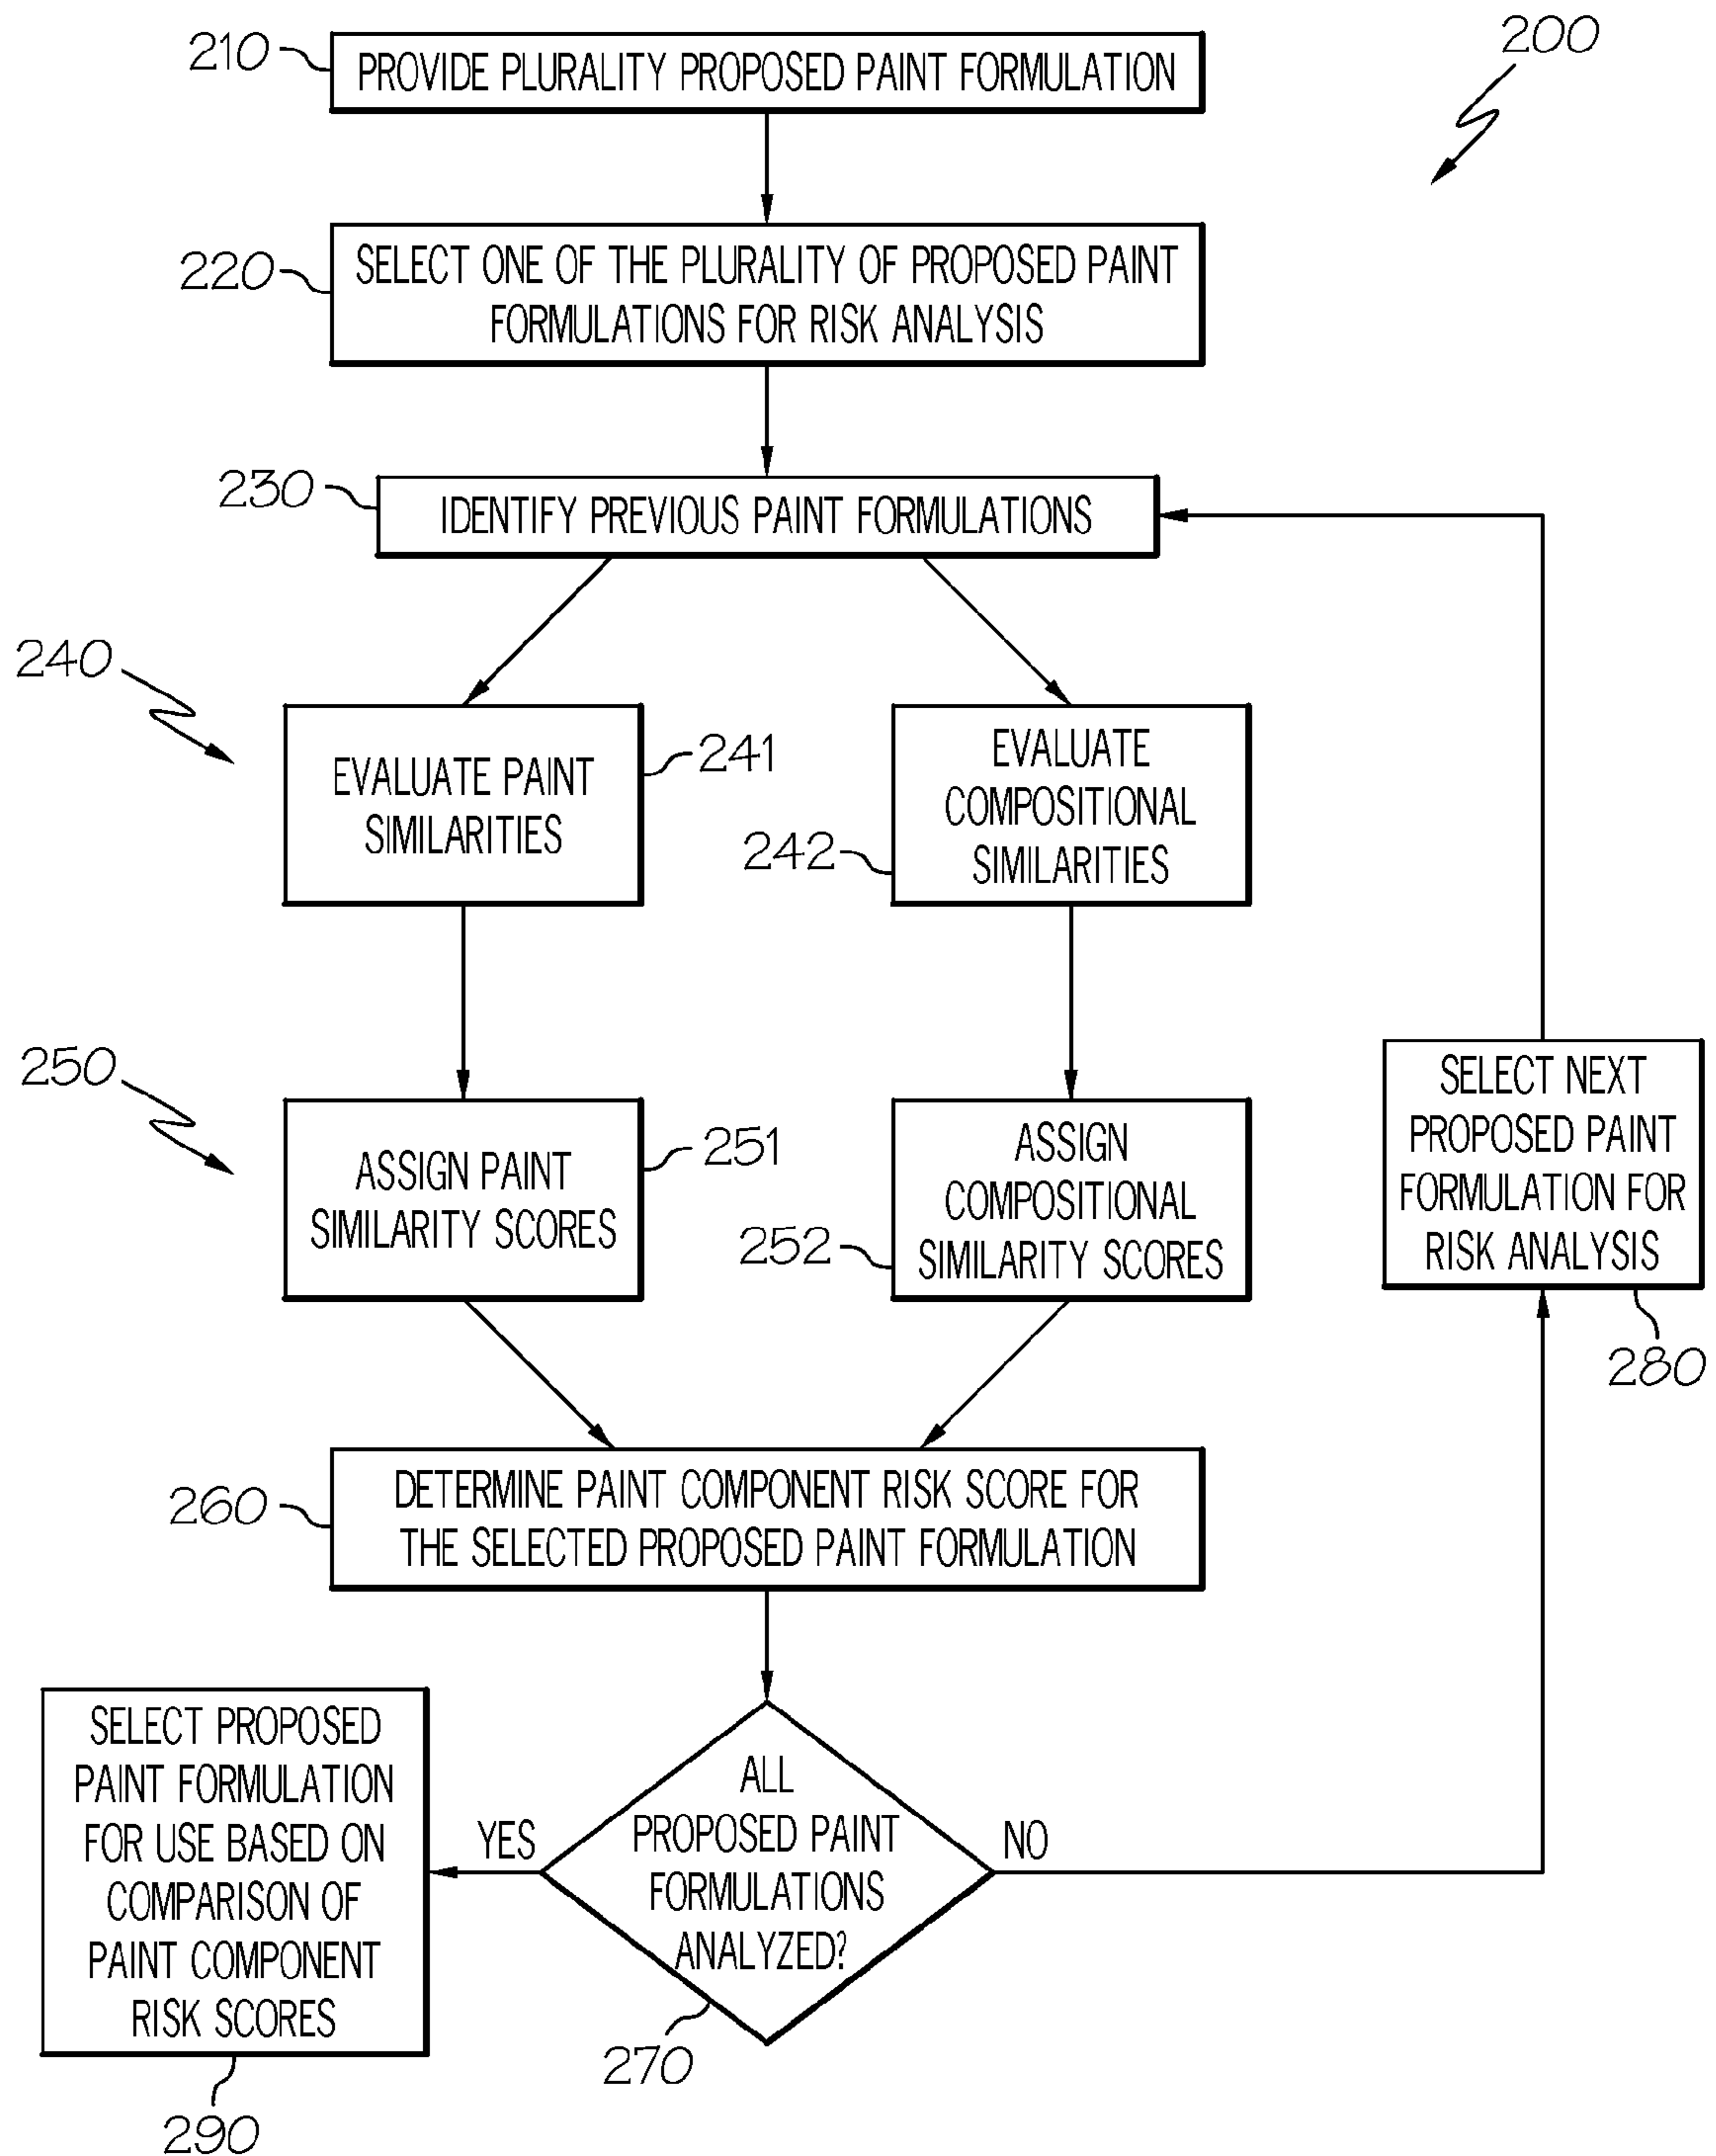 200
210
PROVIDE PLURALITY PROPOSED PAINT FORMULATION
220
SELECT ONE OF THE PLURALITY OF PROPOSED PAINT
FORMULATIONS FOR RISK ANALYSIS
230
IDENTIFY PREVIOUS PAINT FORMULATIONS
240
EVALUATE PAINT
SIMILARITIES
241
EVALUATE
COMPOSITIONAL
SIMILARITIES
242
250
ASSIGN PAINT
SIMILARITY SCORES
251
ASSIGN
COMPOSITIONAL
SIMILARITY SCORES
252
SELECT NEXT
PROPOSED PAINT
FORMULATION FOR
RISK ANALYSIS
280
260
DETERMINE PAINT COMPONENT RISK SCORE FOR
THE SELECTED PROPOSED PAINT FORMULATION
ALL
PROPOSED PAINT
FORMULATIONS
ANALYZED?
270
YES
NO
SELECT PROPOSED
PAINT FORMULATION
FOR USE BASED ON
COMPARISON OF
PAINT COMPONENT
RISK SCORES
290